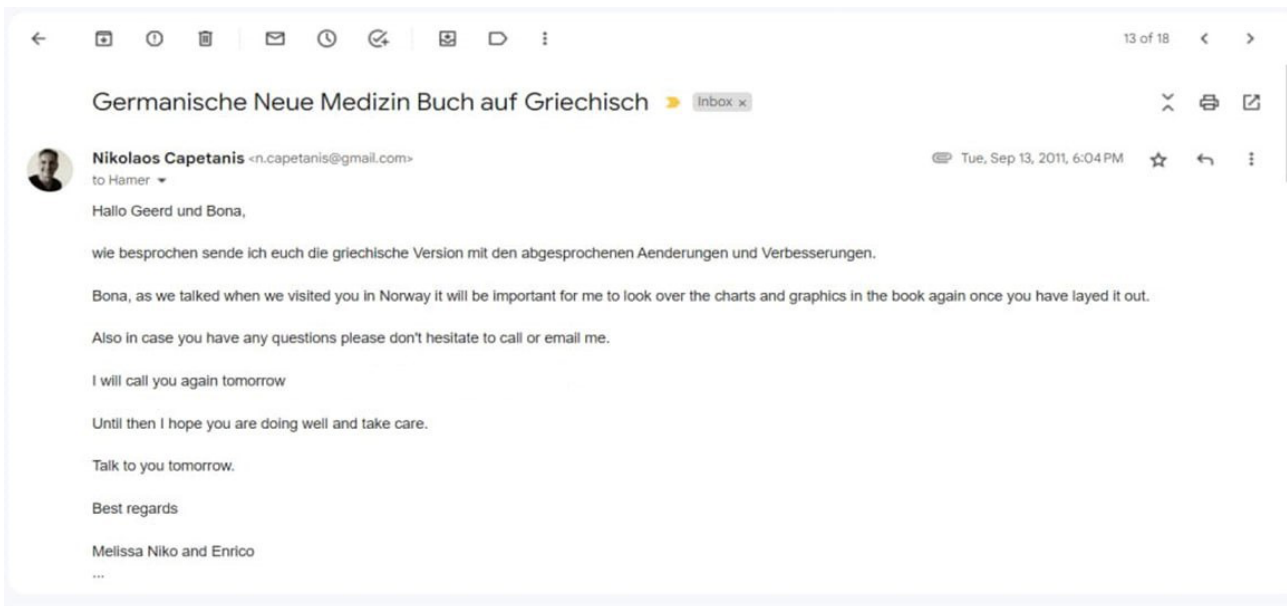 13 of 18
Germanische Neue Medizin Buch auf Griechisch Inbox x
Nikolaos Capetanis <n.capetanis@gmail.com> Tue, Sep 13, 2011, 6:04 PM
to Hamer
Hallo Geerd und Bona,
wie besprochen sende ich euch die griechische Version mit den abgesprochenen Aenderungen und Verbesserungen.
Bona, as we talked when we visited you in Norway it will be important for me to look over the charts and graphics in the book again once you have layed it out.
Also in case you have any questions please don't hesitate to call or email me.
I will call you again tomorrow
Until then I hope you are doing well and take care.
Talk to you tomorrow.
Best regards
Melissa Niko and Enrico
...